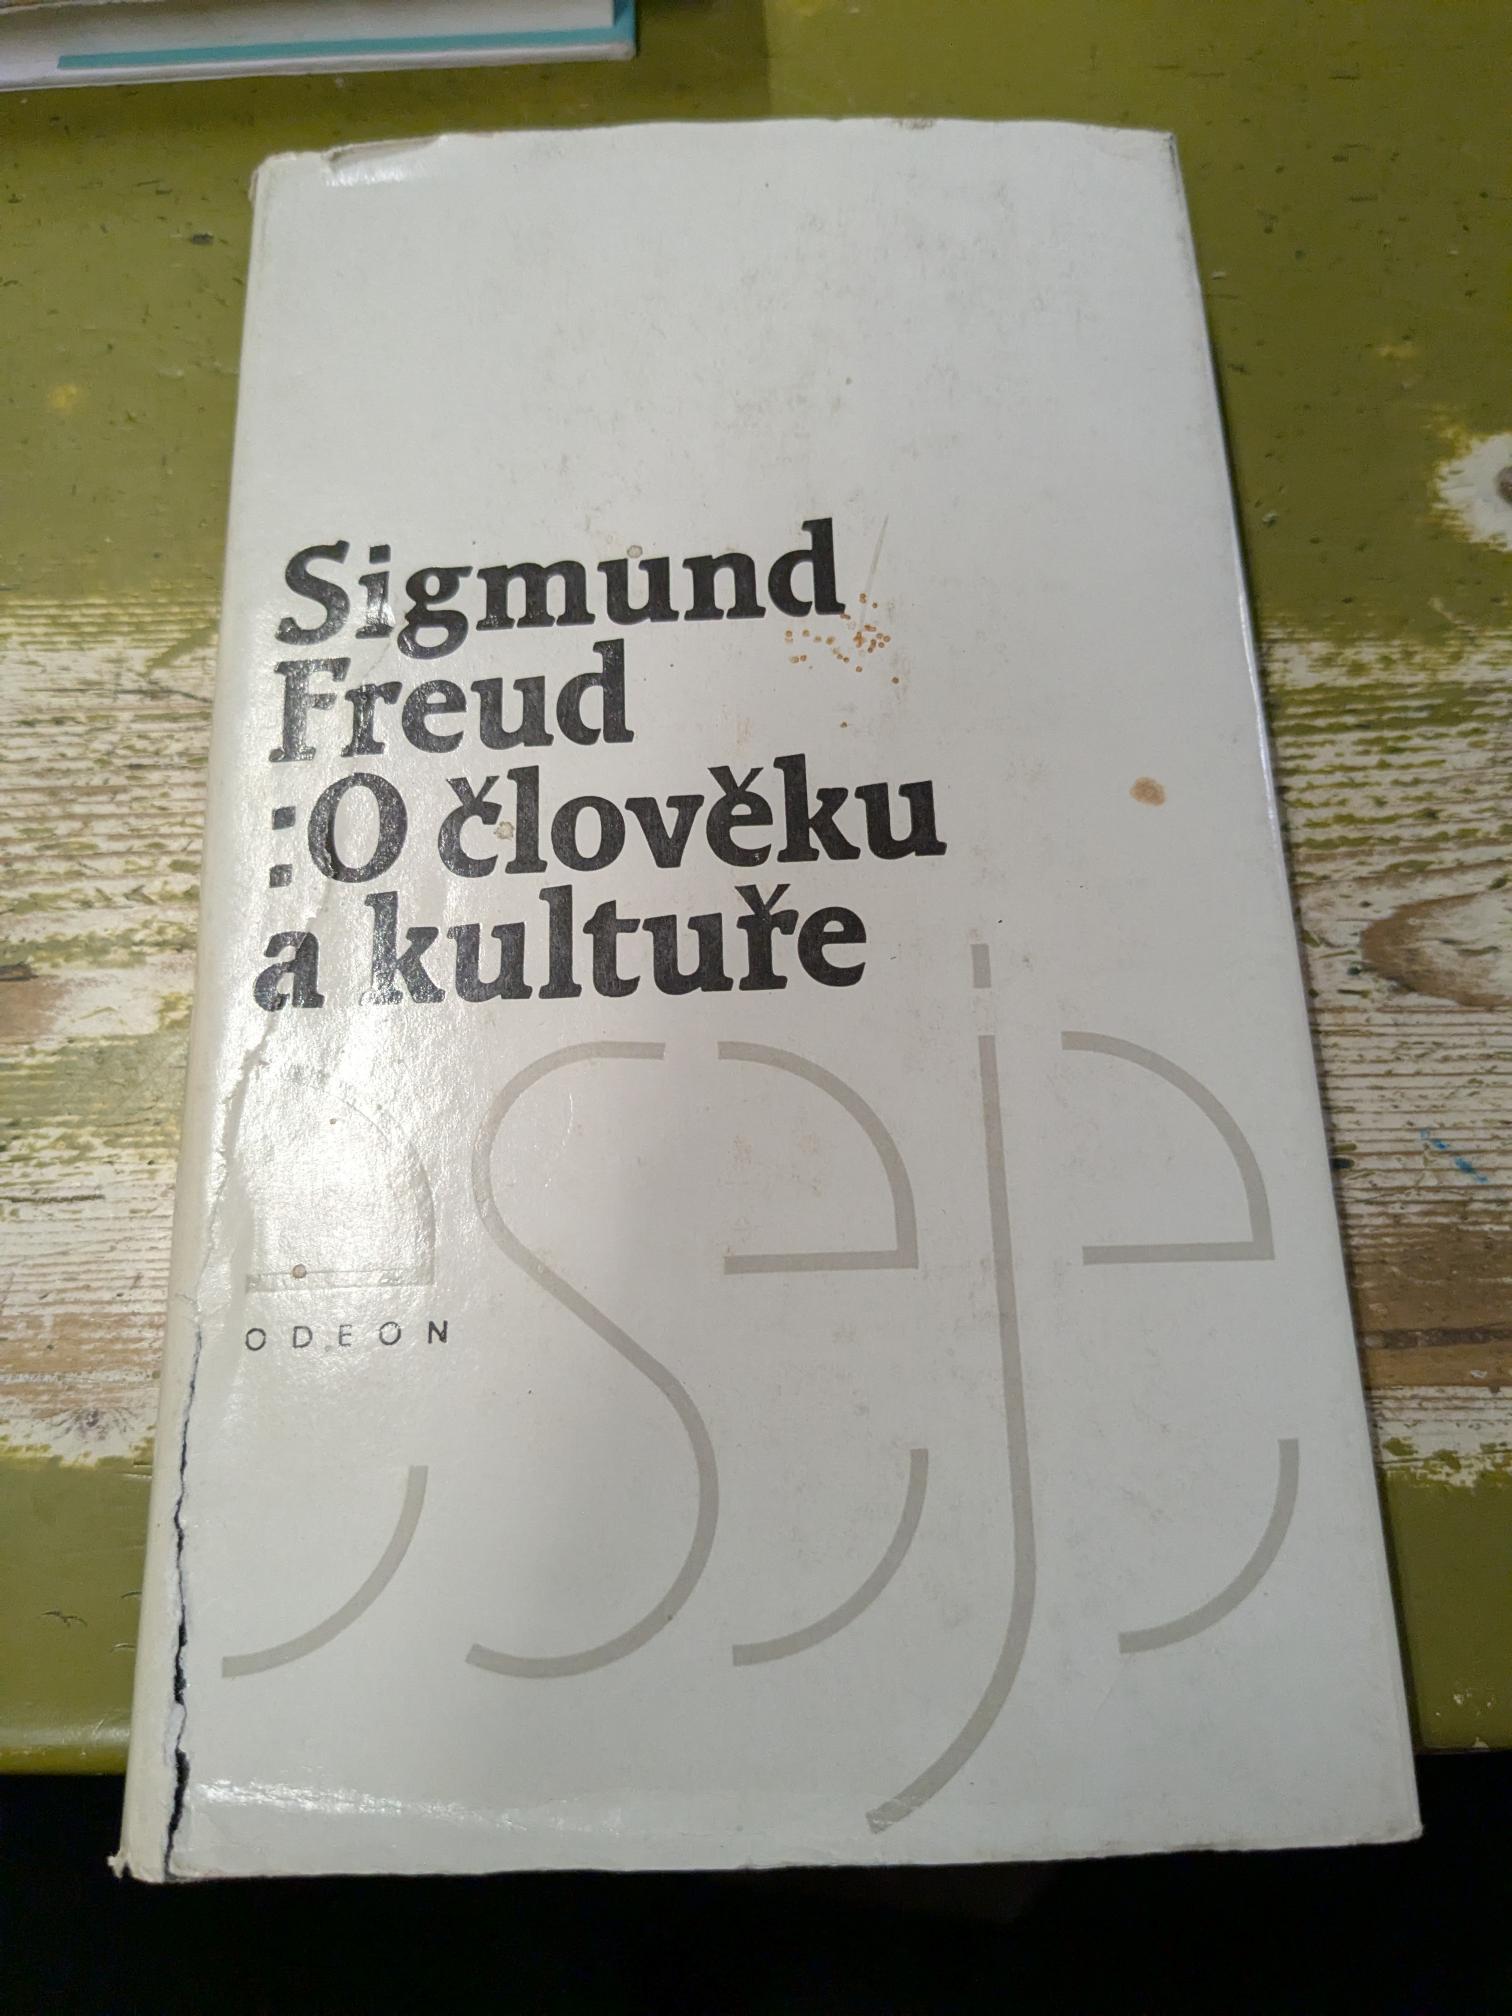 Sigmund
Freud
:O člověku
a kultuře
eseje
ODEON